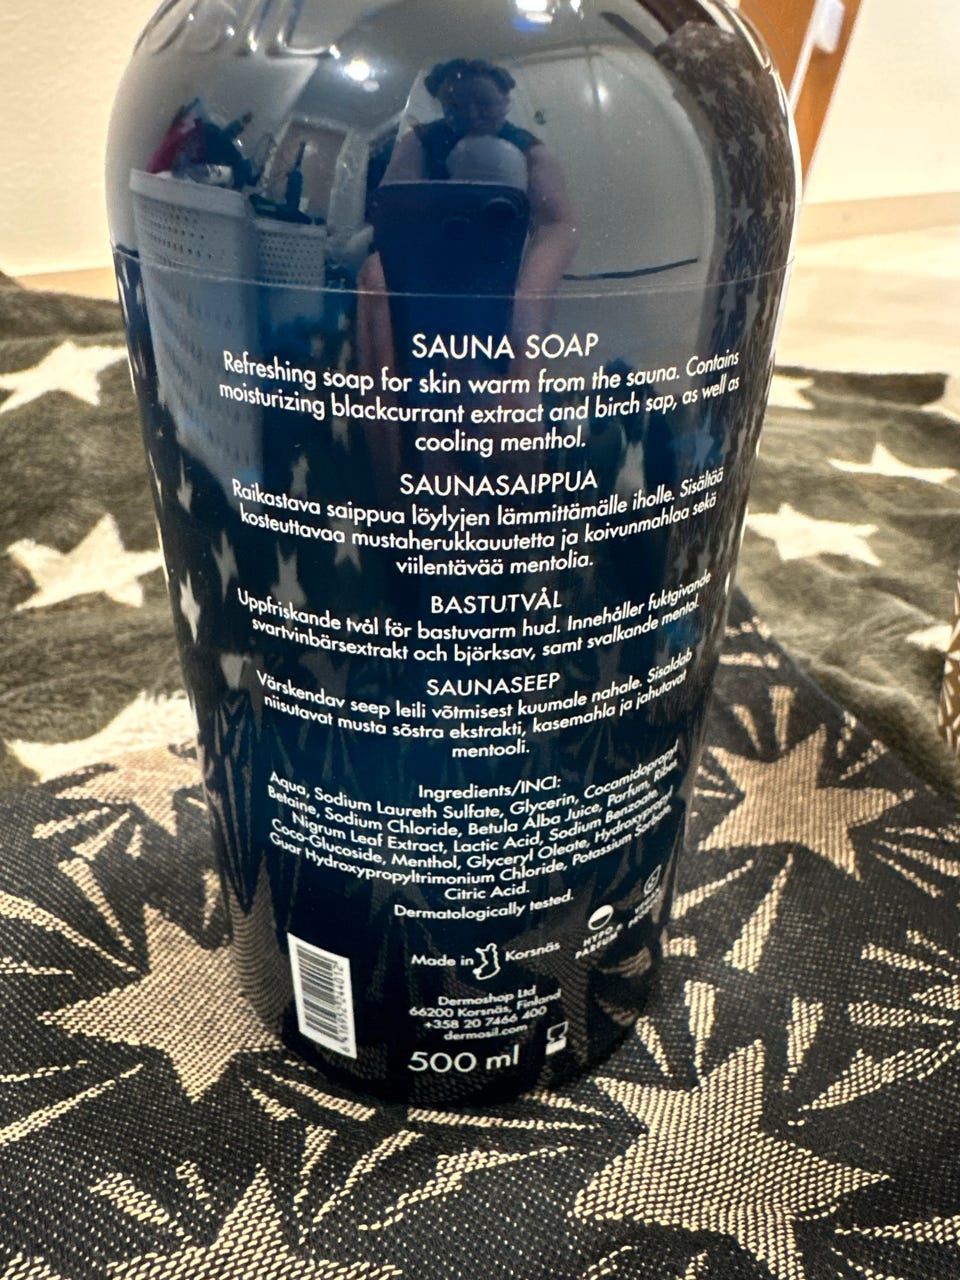 SAUNA SOAP
Refreshing soap for skin warm from the sauna. Contains
moisturizing blackcurrant extract and birch sap, as well as
cooling menthol.
SAUNASAIPPUA
Raikastava saippua löylyjen lämmittämälle iholle. Sisältää
kosteuttavaa mustaherukkauutetta ja koivunmahlaa sekä
viilentävää mentolia.
BASTUTVÅL
Uppfriskande tvål för bastuvarm hud. Innehåller fuktgivande
svartvinbärsextrakt och björksav, samt svalkande mentol.
SAUNASEEP
Värskendav seep leili võtmisest kuumale nahale. Sisaldab
niisutavat musta sõstra ekstrakti, kasemahla ja jahutavat
mentooli.
Ingredients/INCI:
Aqua, Sodium Laureth Sulfate, Glycerin, Cocamidopropyl
Betaine, Sodium Chloride, Betula Alba Juice, Parfum, Ribes
Nigrum Leaf Extract, Lactic Acid, Sodium Benzoate,
Coco-Glucoside, Menthol, Glyceryl Oleate, Hydroxypropyl
Guar Hydroxypropyltrimonium Chloride, Potassium Sorbate,
Citric Acid.
Dermatologically tested.
Made in Korsnäs
HYPO
PARFUM®
Dermoshop Ltd
66200 Korsnäs, Finland
+358 20 7466 400
dermosil.com
500 ml